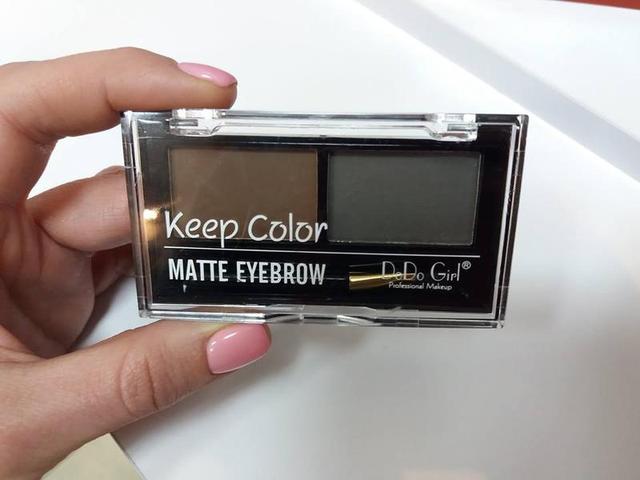 Keep Color
MATTE EYEBROW
DoDo Girl®
Professional Makeup